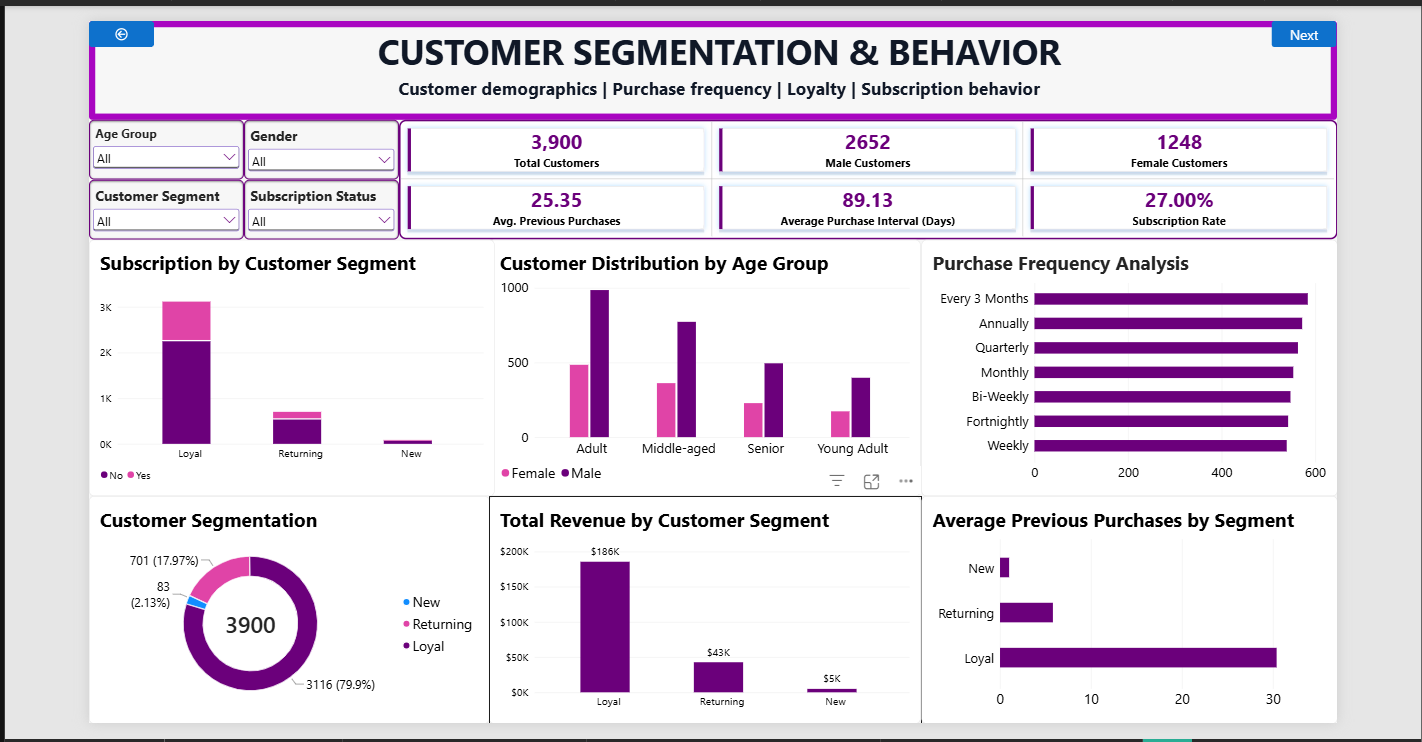 Next
CUSTOMER SEGMENTATION & BEHAVIOR
Customer demographics | Purchase frequency | Loyalty | Subscription behavior
Age Group
All
Gender
All
Customer Segment
All
Subscription Status
All
3,900
Total Customers
2652
Male Customers
1248
Female Customers
25.35
Avg. Previous Purchases
89.13
Average Purchase Interval (Days)
27.00%
Subscription Rate
Subscription by Customer Segment
3K
2K
1K
0K
Loyal
Returning
New
No
Yes
Customer Distribution by Age Group
1000
500
0
Adult
Middle-aged
Senior
Young Adult
Female
Male
Purchase Frequency Analysis
Every 3 Months
Annually
Quarterly
Monthly
Bi-Weekly
Fortnightly
Weekly
0
200
400
600
Customer Segmentation
701 (17.97%)
83
(2.13%)
3900
3116 (79.9%)
New
Returning
Loyal
Total Revenue by Customer Segment
$200K
$150K
$100K
$50K
$0K
$186K
$43K
$5K
Loyal
Returning
New
Average Previous Purchases by Segment
New
Returning
Loyal
0
10
20
30